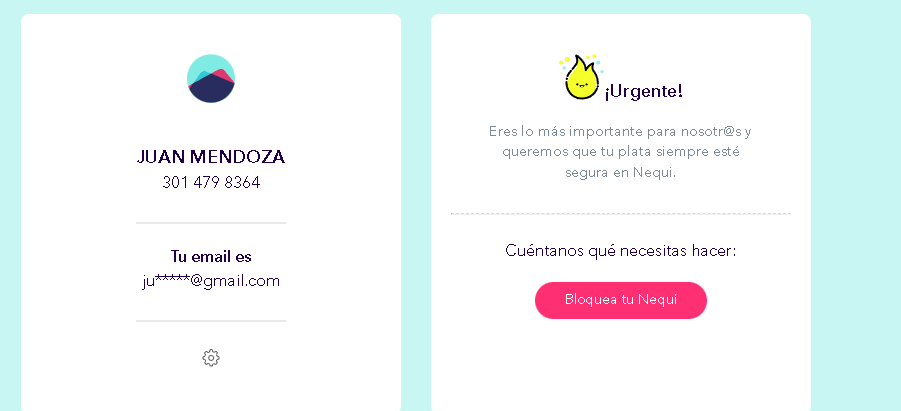 JUAN MENDOZA
301 479 8364
Tu email es
ju*****@gmail.com
¡Urgente!
Eres lo más importante para nosotr@s y
queremos que tu plata siempre esté
segura en Nequi.
Cuéntanos qué necesitas hacer:
Bloquea tu Nequi